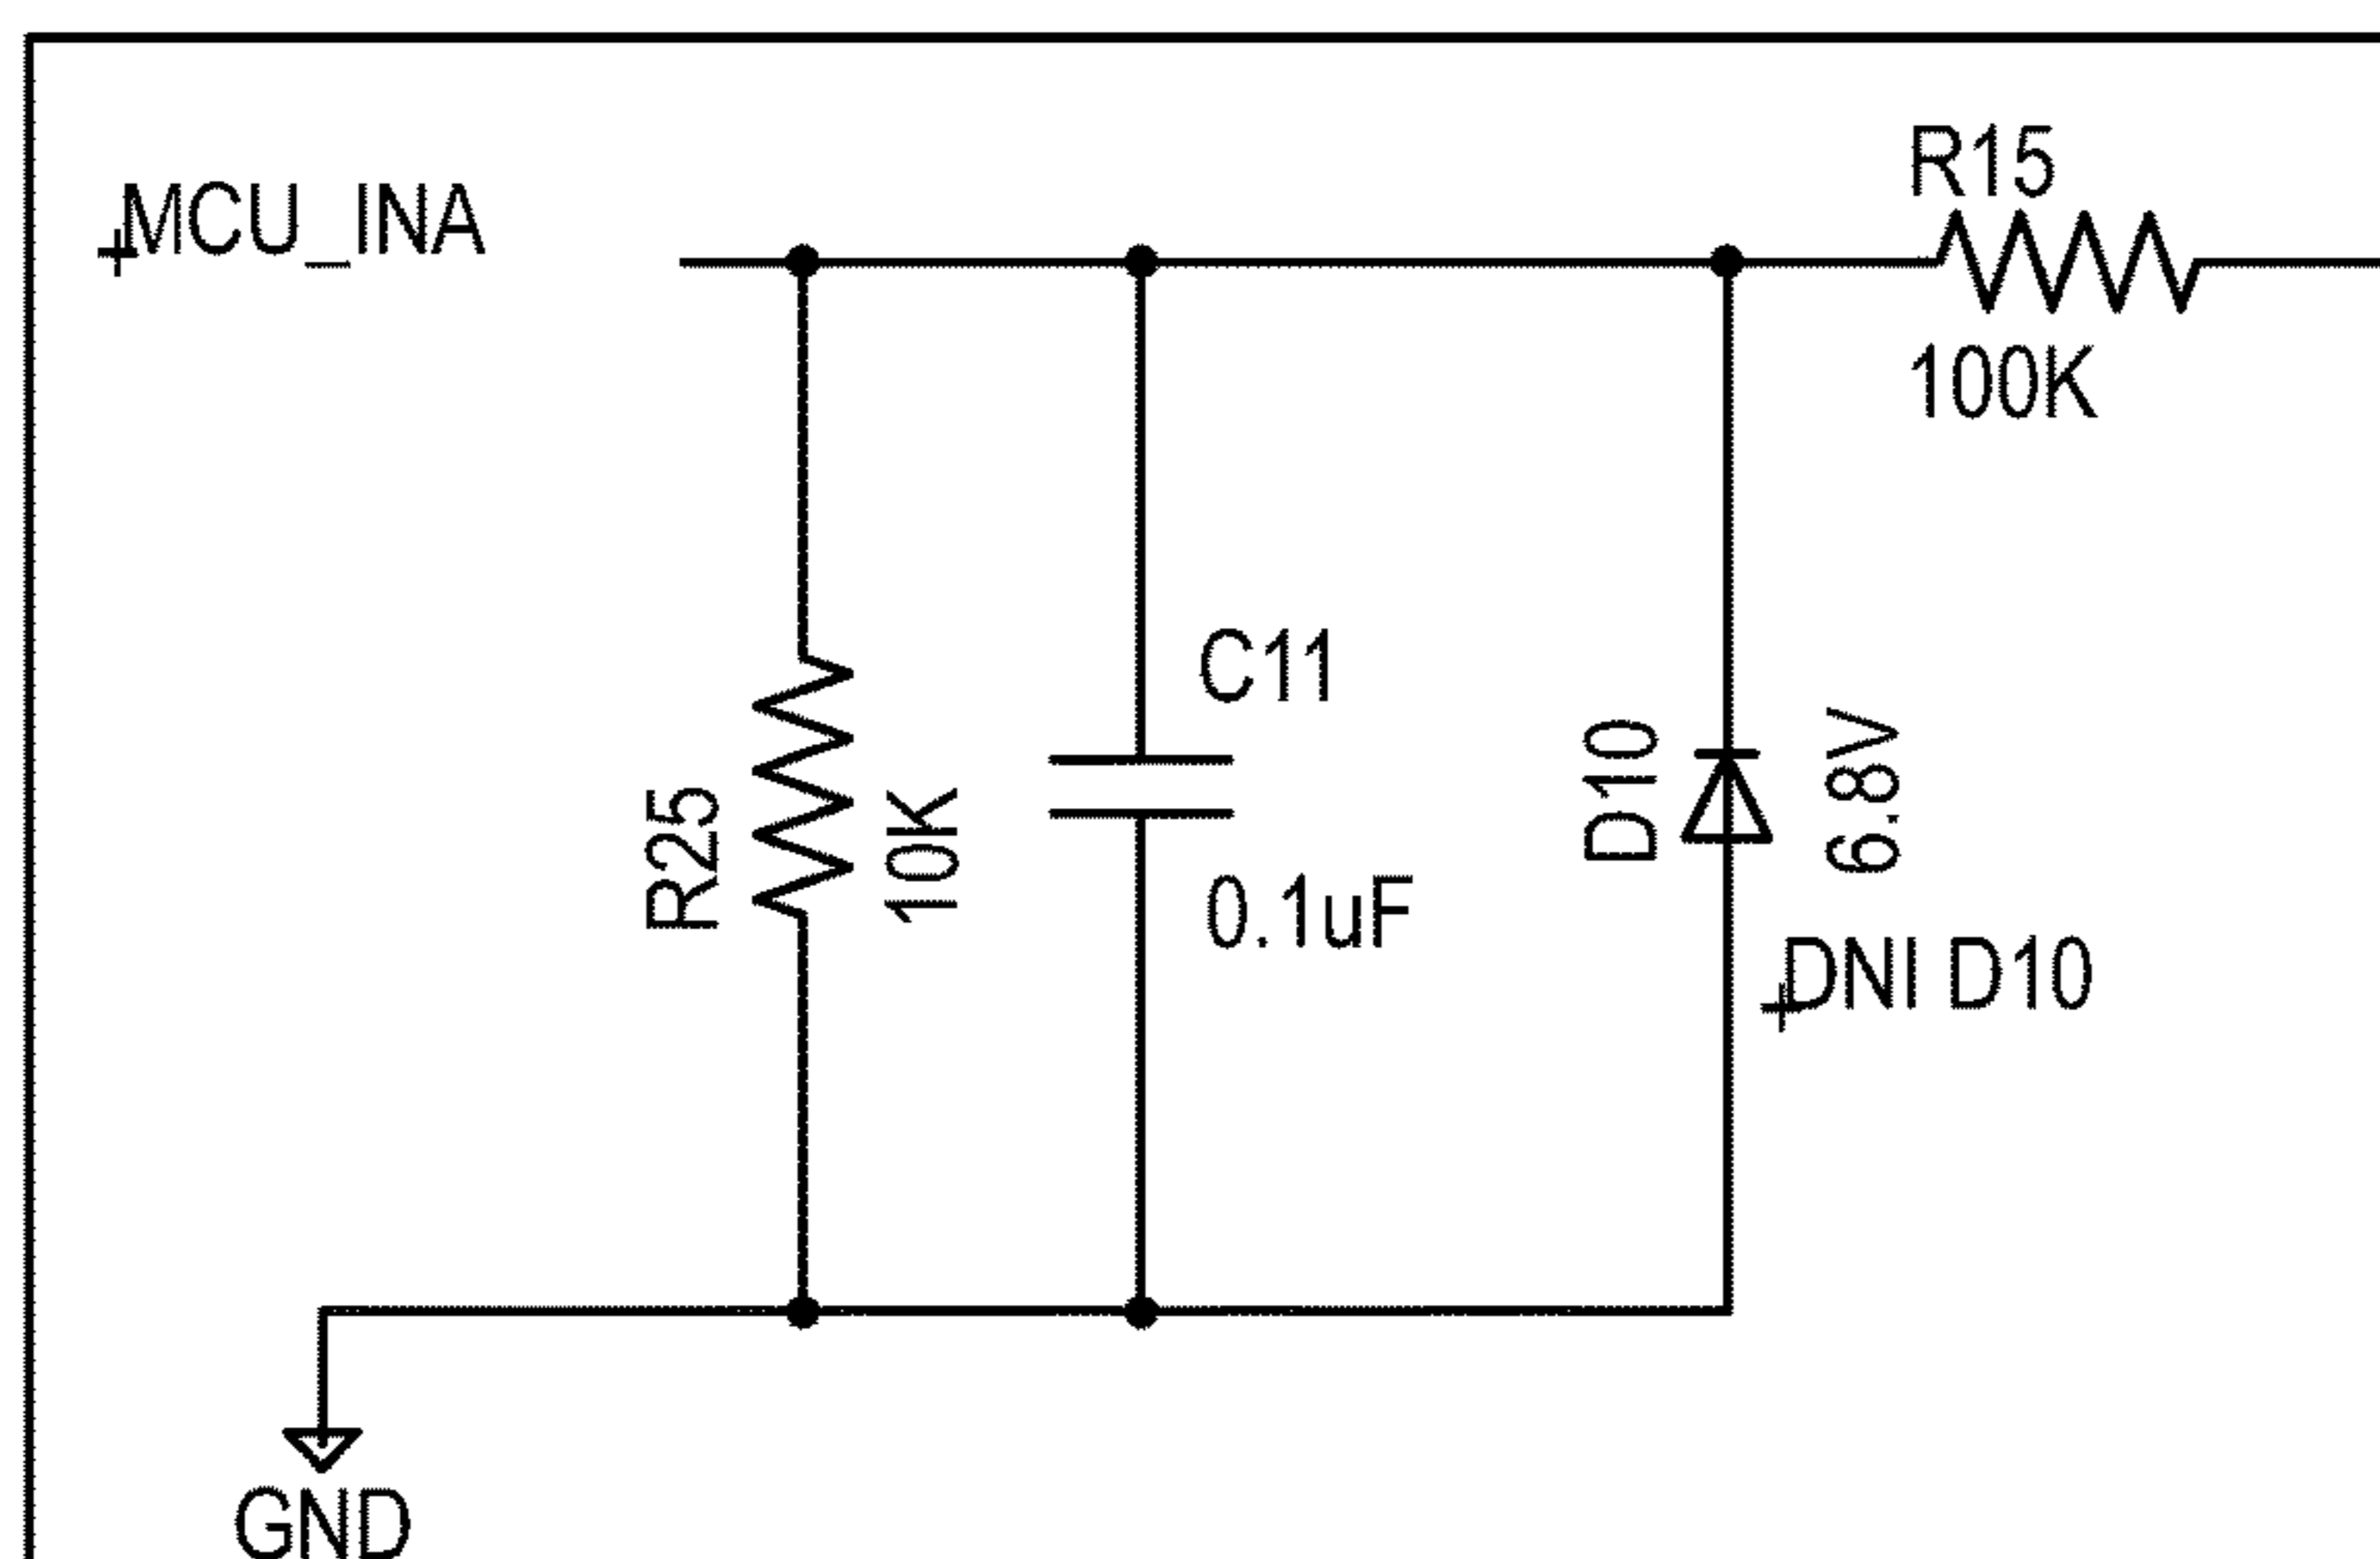 MCU_INA
R15
100K
C11
0.1uF
R25
10K
D10
6.8V
DNI D10
GND